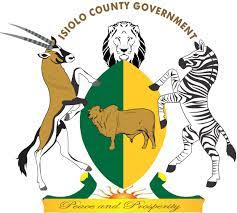 ISIOLO COUNTY GOVERNMENT
Peace and Prosperity